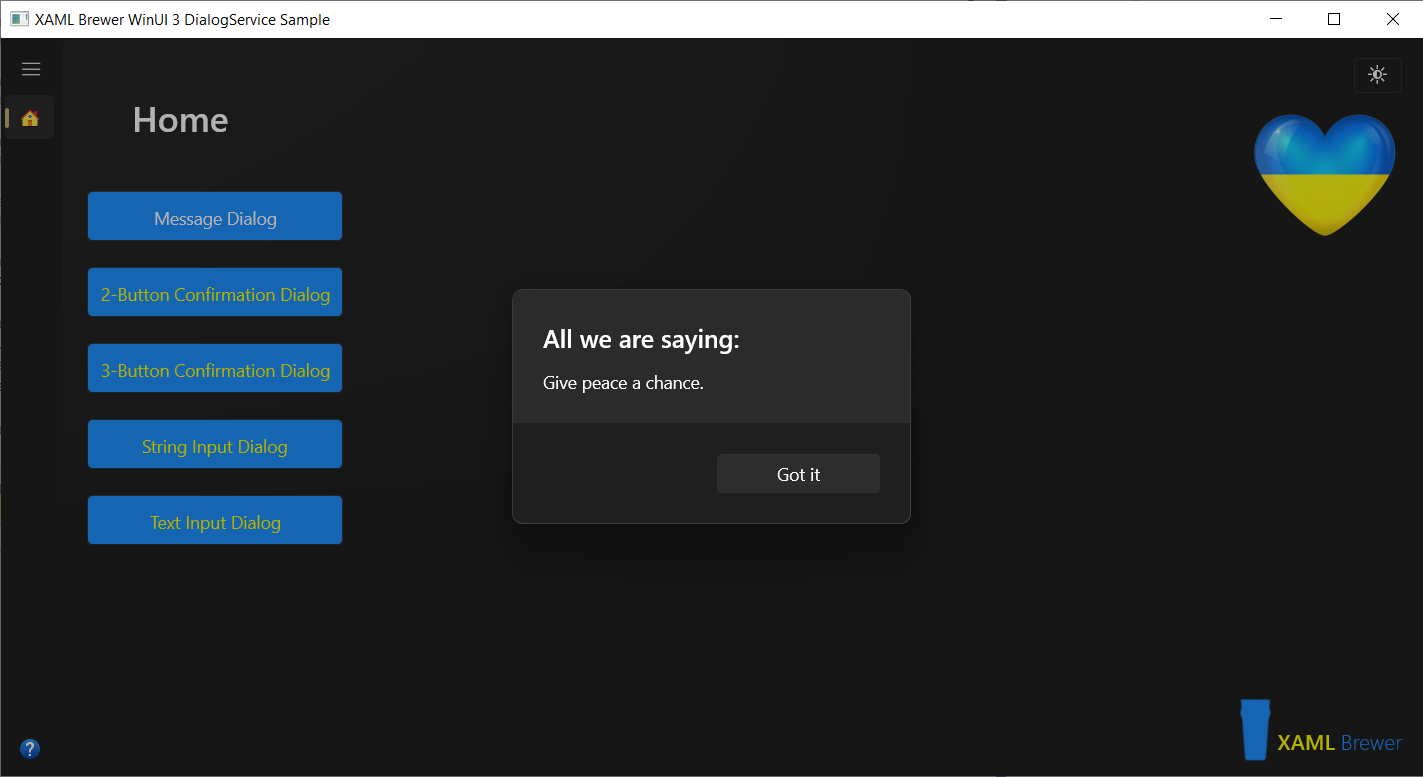 XAML Brewer WinUI 3 DialogService Sample
Home
Message Dialog
2-Button Confirmation Dialog
3-Button Confirmation Dialog
String Input Dialog
Text Input Dialog
All we are saying:
Give peace a chance.
Got it
?
XAML Brewer